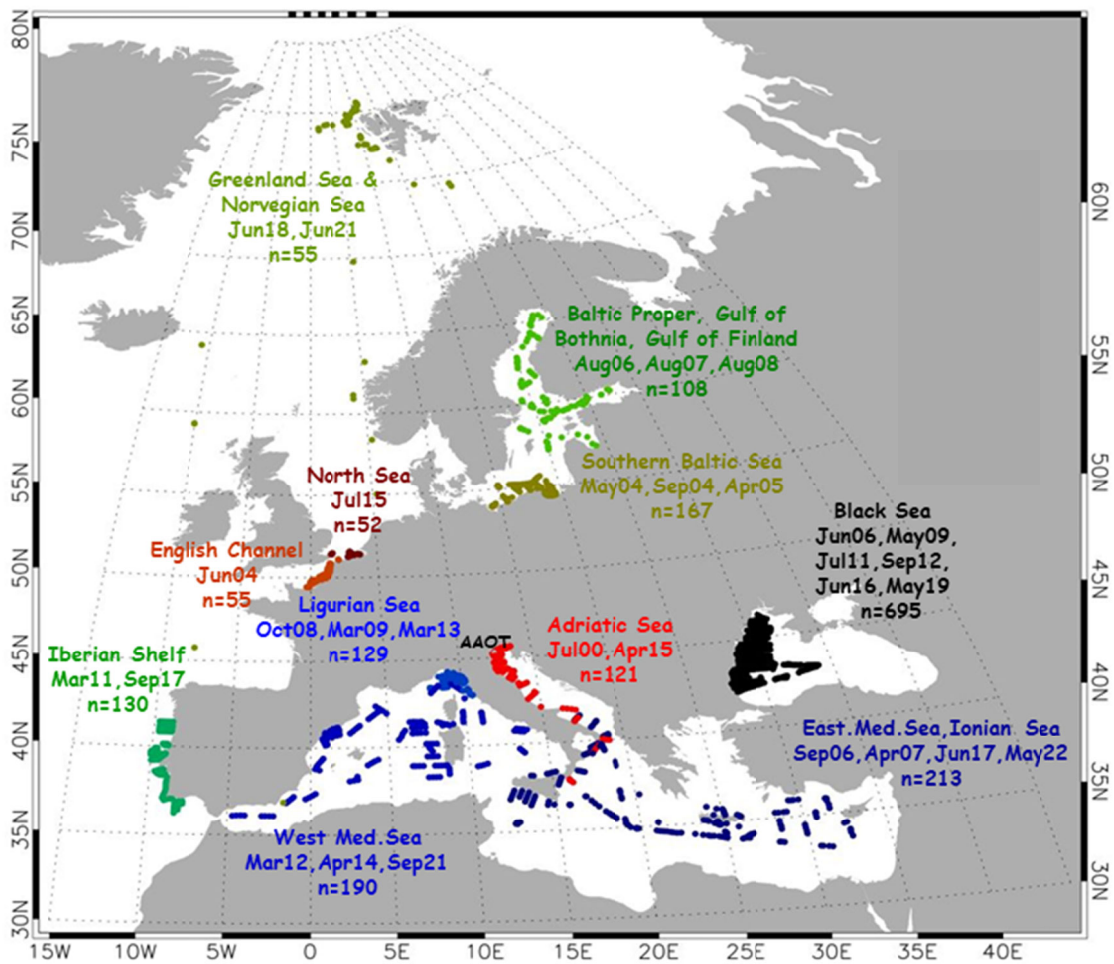 80N
75N
70N
65N
60N
55N
50N
45N
40N
35N
30N
Greenland Sea &
Norvegian Sea
Jun18,Jun21
n=55
Baltic Proper, Gulf of
Bothnia, Gulf of Finland
Aug06,Aug07,Aug08
n=108
North Sea
Jul15
n=52
Southern Baltic Sea
May04,Sep04,Apr05
n=167
Black Sea
Jun06,May09,
Jul11,Sep12,
Jun16,May19
n=695
English Channel
Jun04
n=55
Ligurian Sea
Oct08,Mar09,Mar13
n=129
AAOT
Adriatic Sea
Jul00,Apr15
n=121
Iberian Shelf
Mar11,Sep17
n=130
East.Med.Sea,Ionian Sea
Sep06,Apr07,Jun17,May22
n=213
West Med.Sea
Mar12,Apr14,Sep21
n=190
60N
55N
50N
45N
40N
35N
30N
15W
10W
5W
0
5E
10E
15E
20E
25E
30E
35E
40E